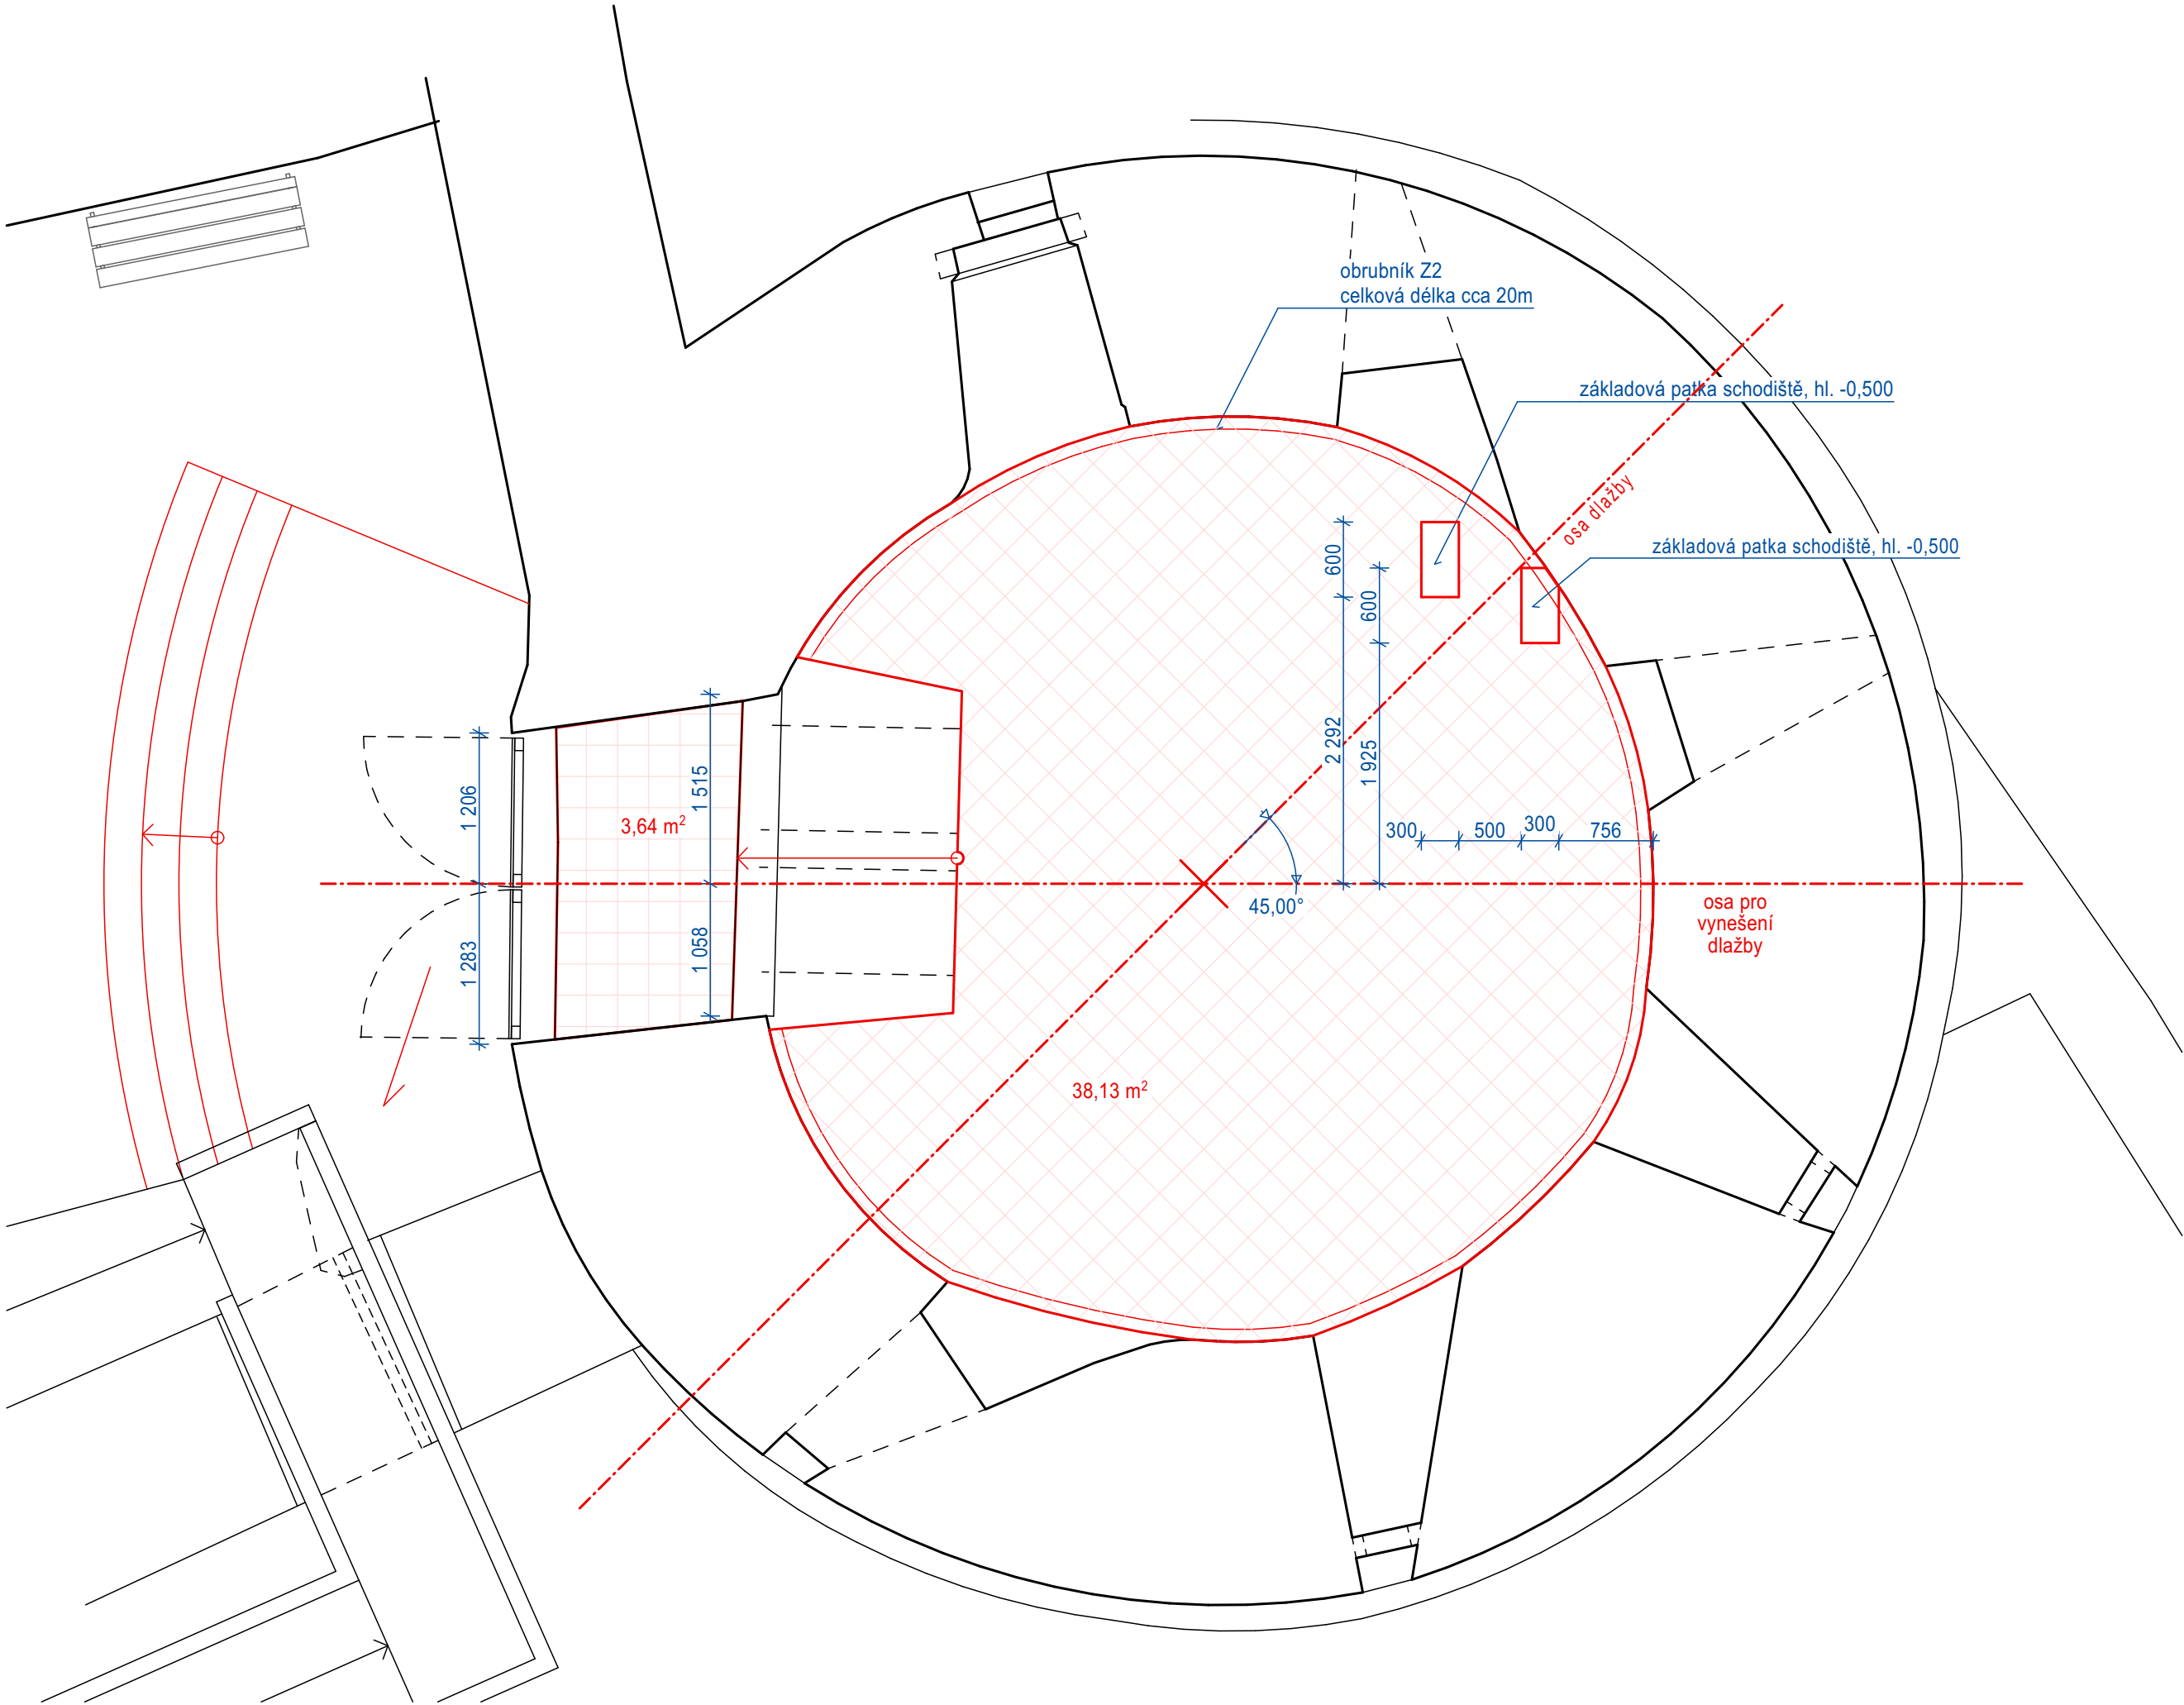 obrubník Z2
celková délka cca 20m
základová patka schodiště, hl. -0,500
osa dlažby
základová patka schodiště, hl. -0,500
600
600
2 292
1 925
1 206
1 515
3,64 m²
300
500
300
756
45,00°
osa pro
vynešení
dlažby
1 283
1 058
38,13 m²